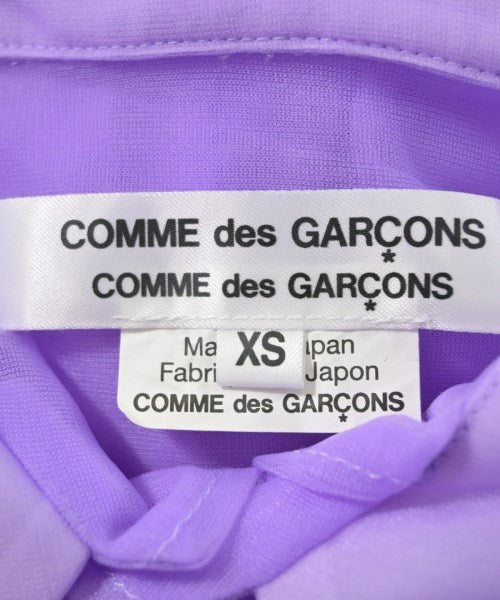 COMME des GARÇONS
COMME des GARÇONS
XS
Ma apan
Fabri Japon
COMME des GARÇONS